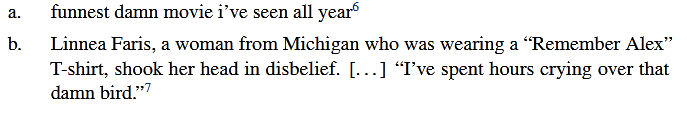 a. funnest damn movie i’ve seen all year⁶
b. Linnea Faris, a woman from Michigan who was wearing a “Remember Alex”
T-shirt, shook her head in disbelief. [...] “I’ve spent hours crying over that
damn bird.”⁷